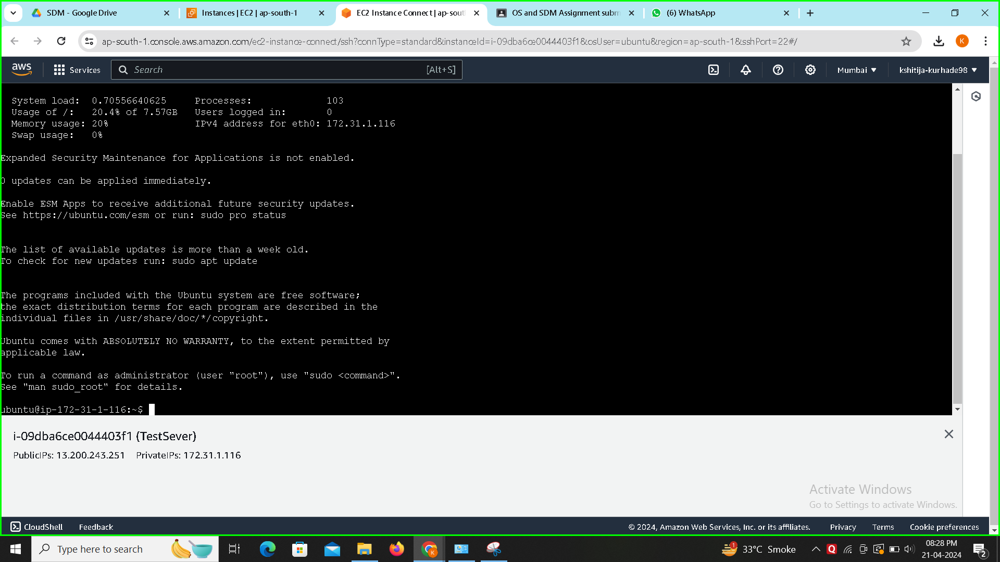 SDM - Google Drive
Instances | EC2 | ap-south-1
EC2 Instance Connect | ap-sout
OS and SDM Assignment subm
(6) WhatsApp
ap-south-1.console.aws.amazon.com/ec2-instance-connect/ssh?connType=standard&instanceId=i-09dba6ce0044403f1&osUser=ubuntu&region=ap-south-1&sshPort=22#/
K
aws
Services
Search
[Alt+S]
Mumbai
kshitija-kurhade98
System load: 0.70556640625 Processes: 103
Usage of /: 20.4% of 7.57GB Users logged in: 0
Memory usage: 20% IPv4 address for eth0: 172.31.1.116
Swap usage: 0%
Expanded Security Maintenance for Applications is not enabled.
0 updates can be applied immediately.
Enable ESM Apps to receive additional future security updates.
See https://ubuntu.com/esm or run: sudo pro status
The list of available updates is more than a week old.
To check for new updates run: sudo apt update
The programs included with the Ubuntu system are free software;
the exact distribution terms for each program are described in the
individual files in /usr/share/doc/*/copyright.
Ubuntu comes with ABSOLUTELY NO WARRANTY, to the extent permitted by
applicable law.
To run a command as administrator (user "root"), use "sudo <command>".
See "man sudo_root" for details.
ubuntu@ip-172-31-1-116:~$
i-09dba6ce0044403f1 (TestSever)
PublicIPs: 13.200.243.251 PrivateIPs: 172.31.1.116
Activate Windows
Go to Settings to activate Windows.
CloudShell
Feedback
© 2024, Amazon Web Services, Inc. or its affiliates.
Privacy
Terms
Cookie preferences
Type here to search
K
1
33°C Smoke
Q
08:28 PM
21-04-2024
2